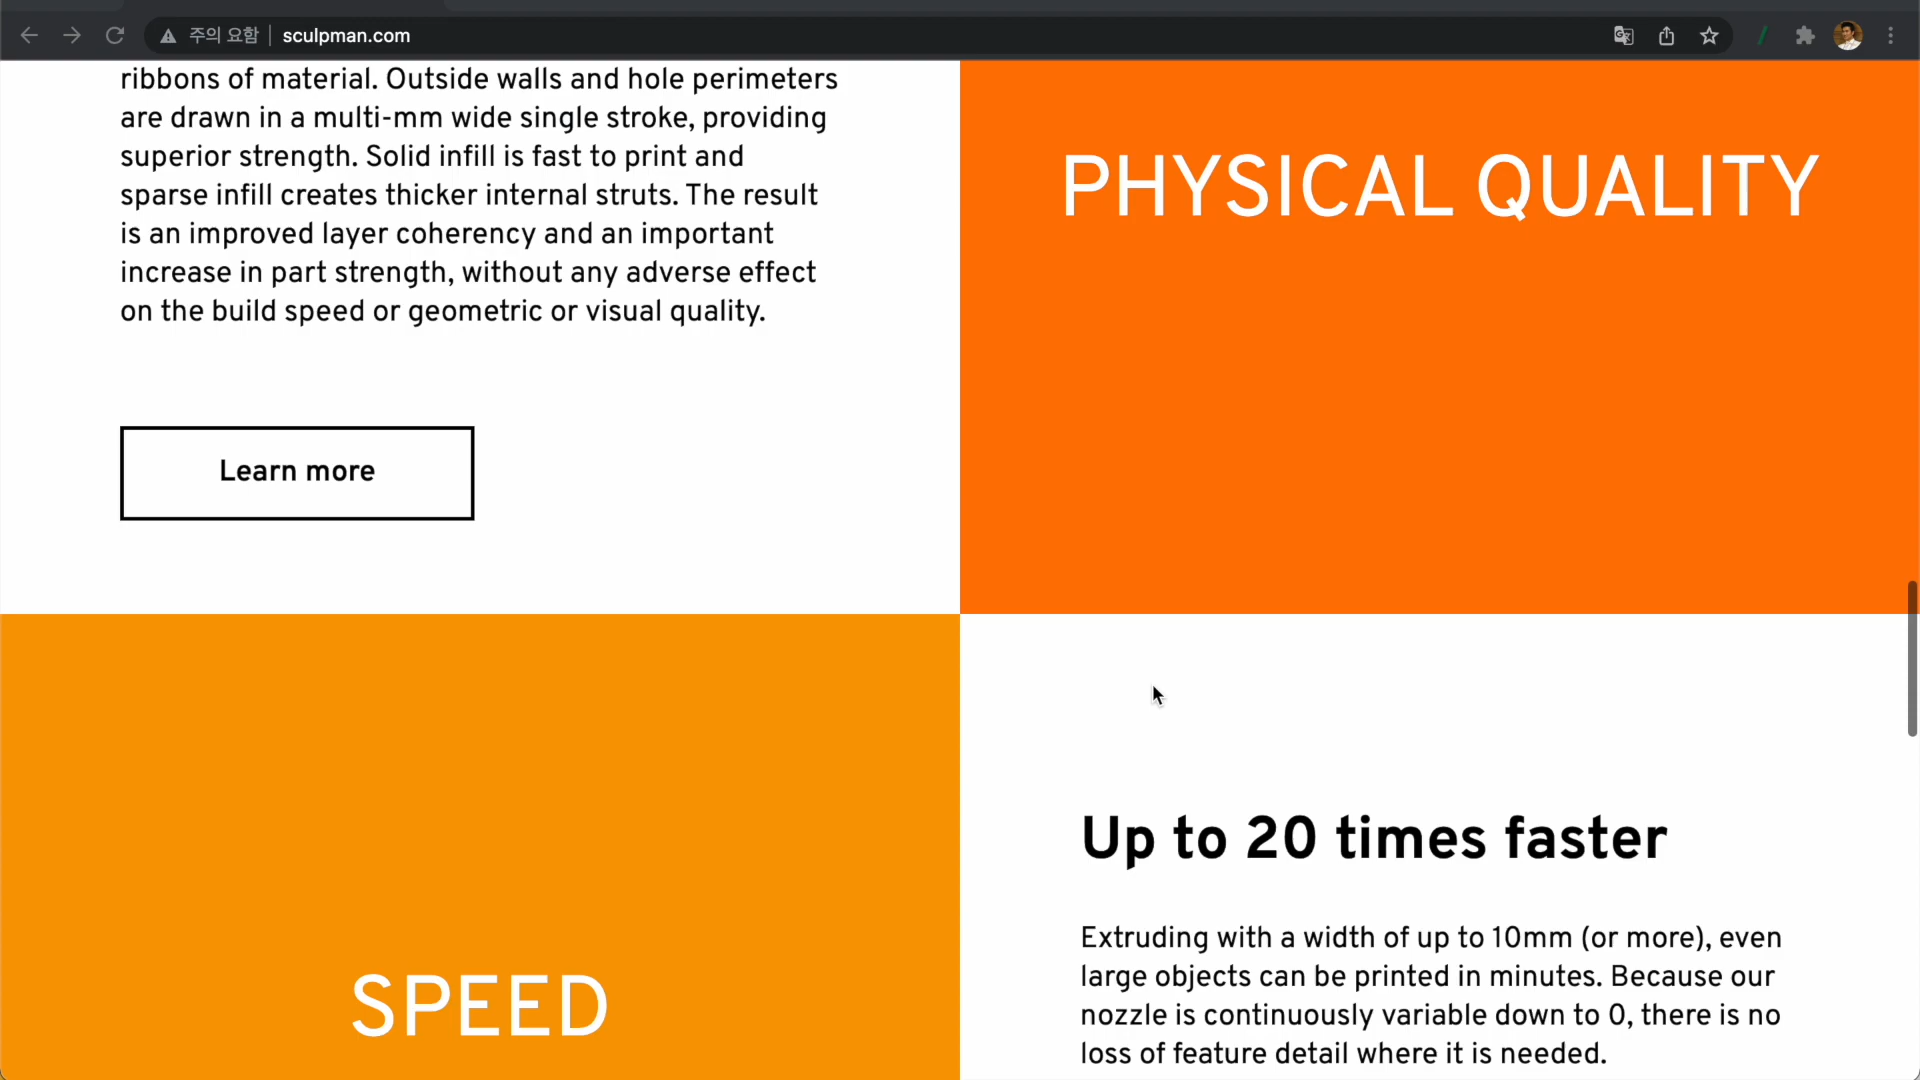 주의 요함
sculpman.com
ribbons of material. Outside walls and hole perimeters
are drawn in a multi-mm wide single stroke, providing
superior strength. Solid infill is fast to print and
sparse infill creates thicker internal struts. The result
is an improved layer coherency and an important
increase in part strength, without any adverse effect
on the build speed or geometric or visual quality.
Learn more
PHYSICAL QUALITY
SPEED
Up to 20 times faster
Extruding with a width of up to 10mm (or more), even
large objects can be printed in minutes. Because our
nozzle is continuously variable down to 0, there is no
loss of feature detail where it is needed.